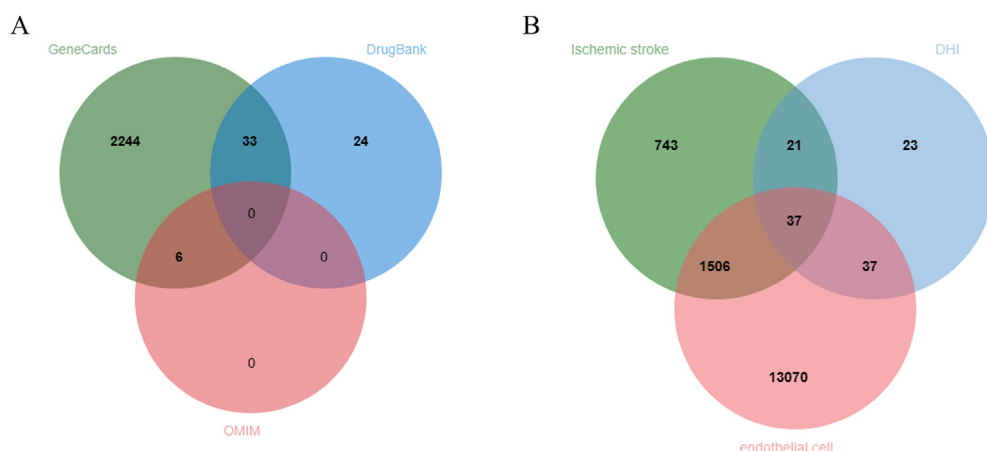 A
GeneCards
DrugBank
2244
33
24
0
6
0
0
OMIM
B
Ischemic stroke
DHI
743
21
23
37
1506
37
13070
endothelial cell